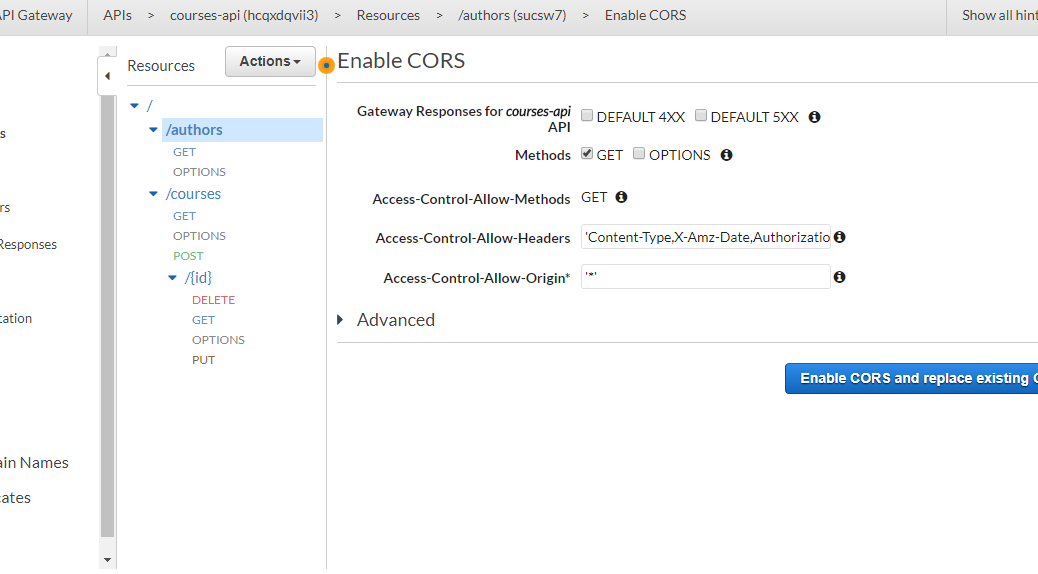 API Gateway
APIs > courses-api (hcqxdqvii3) > Resources > /authors (sucsw7) > Enable CORS
Show all hint
Resources
Actions
/
/authors
GET
OPTIONS
/courses
GET
OPTIONS
POST
/{id}
DELETE
GET
OPTIONS
PUT
Responses
ain Names
Enable CORS
Gateway Responses for courses-api API
DEFAULT 4XX DEFAULT 5XX
Methods GET OPTIONS
Access-Control-Allow-Methods GET
Access-Control-Allow-Headers 'Content-Type,X-Amz-Date,Authorizatio
Access-Control-Allow-Origin* '*'
Advanced
Enable CORS and replace existing